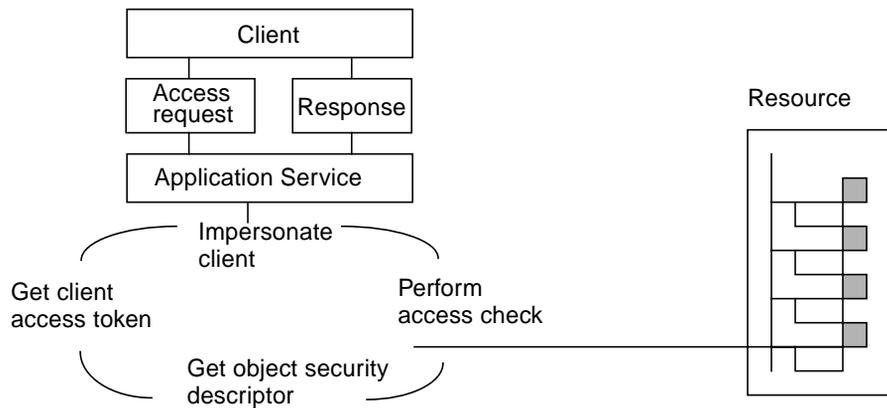 Client
Access
request
Response
Resource
Application Service
Impersonate
client
Get client
access token
Perform
access check
Get object security
descriptor